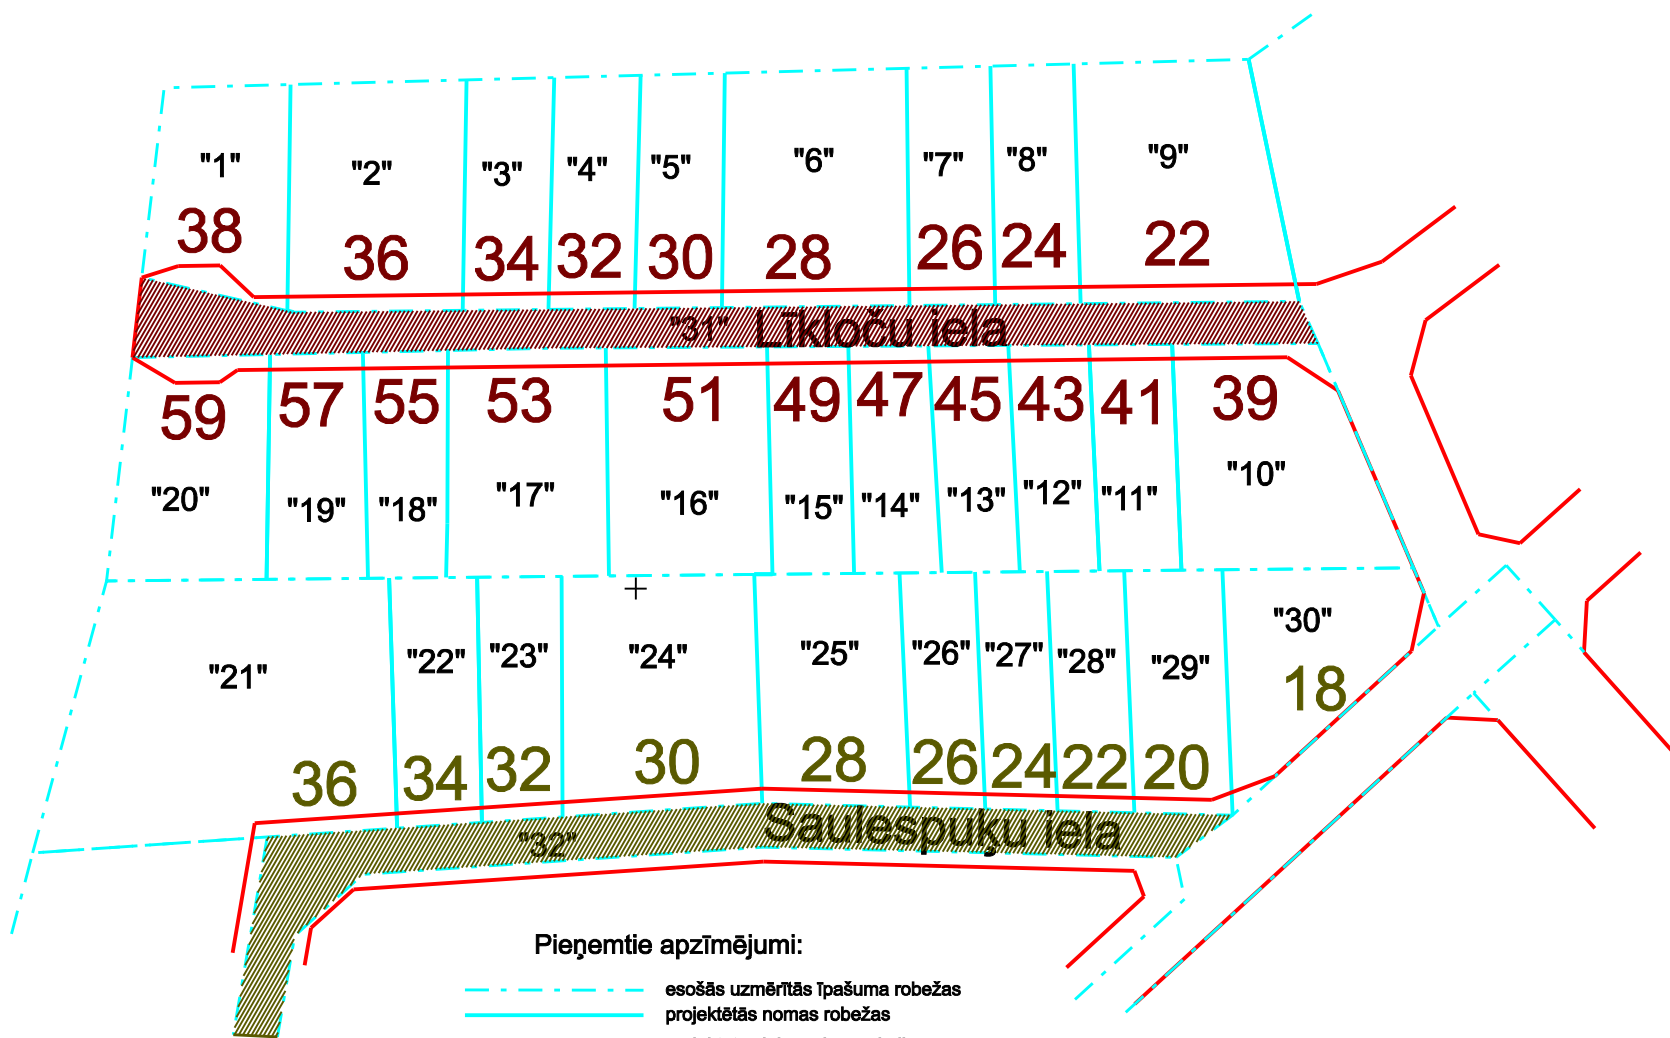 "1" "2" "3" "4" "5" "6" "7" "8" "9"
38 36 34 32 30 28 26 24 22
"31" Līkloču iela
59 57 55 53 51 49 47 45 43 41 39
"20" "19" "18" "17" "16" "15" "14" "13" "12" "11" "10"
"21" "22" "23" "24" "25" "26" "27" "28" "29" "30"
36 34 32 30 28 26 24 22 20 18
"32" Saulespuķu iela
Pieņemtie apzīmējumi:
esošās uzmērītās īpašuma robežas
projektētās nomas robežas